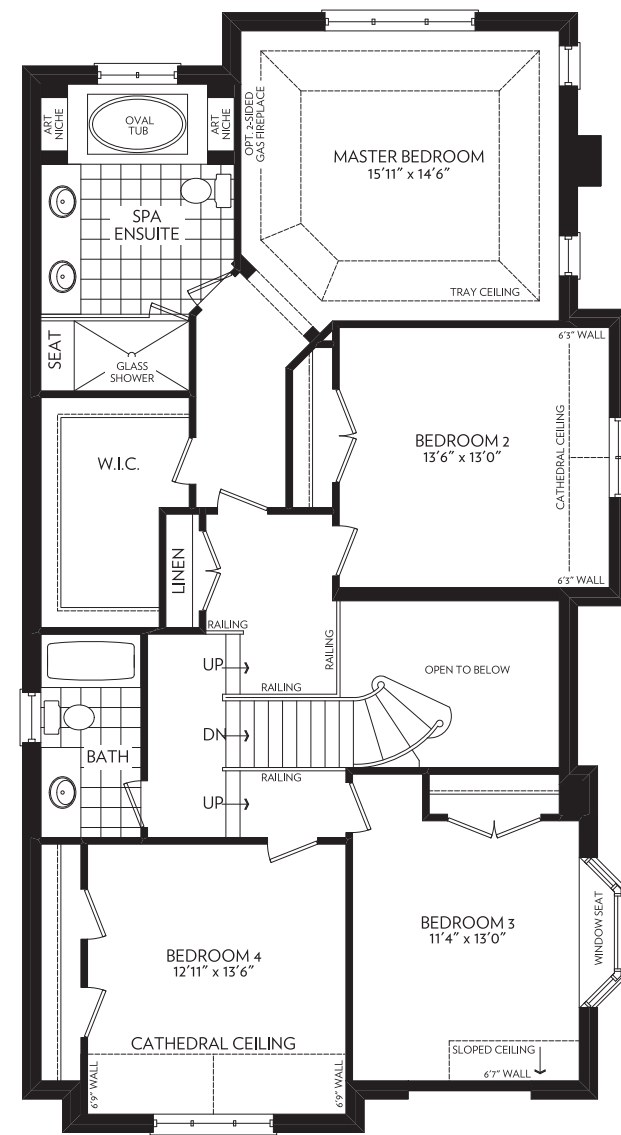 ART
NICHE
OVAL
TUB
ART
NICHE
OPT. 2-SIDED
GAS FIREPLACE
MASTER BEDROOM
15'11" x 14'6"
TRAY CEILING
SPA
ENSUITE
SEAT
GLASS
SHOWER
6'3" WALL
BEDROOM 2
13'6" x 13'0"
CATHEDRAL CEILING
6'3" WALL
W.I.C.
LINEN
RAILING
UP
RAILING
RAILING
OPEN TO BELOW
DN
RAILING
UP
BATH
BEDROOM 3
11'4" x 13'0"
WINDOW SEAT
SLOPED CEILING
6'7" WALL
BEDROOM 4
12'11" x 13'6"
CATHEDRAL CEILING
6'9" WALL
6'9" WALL